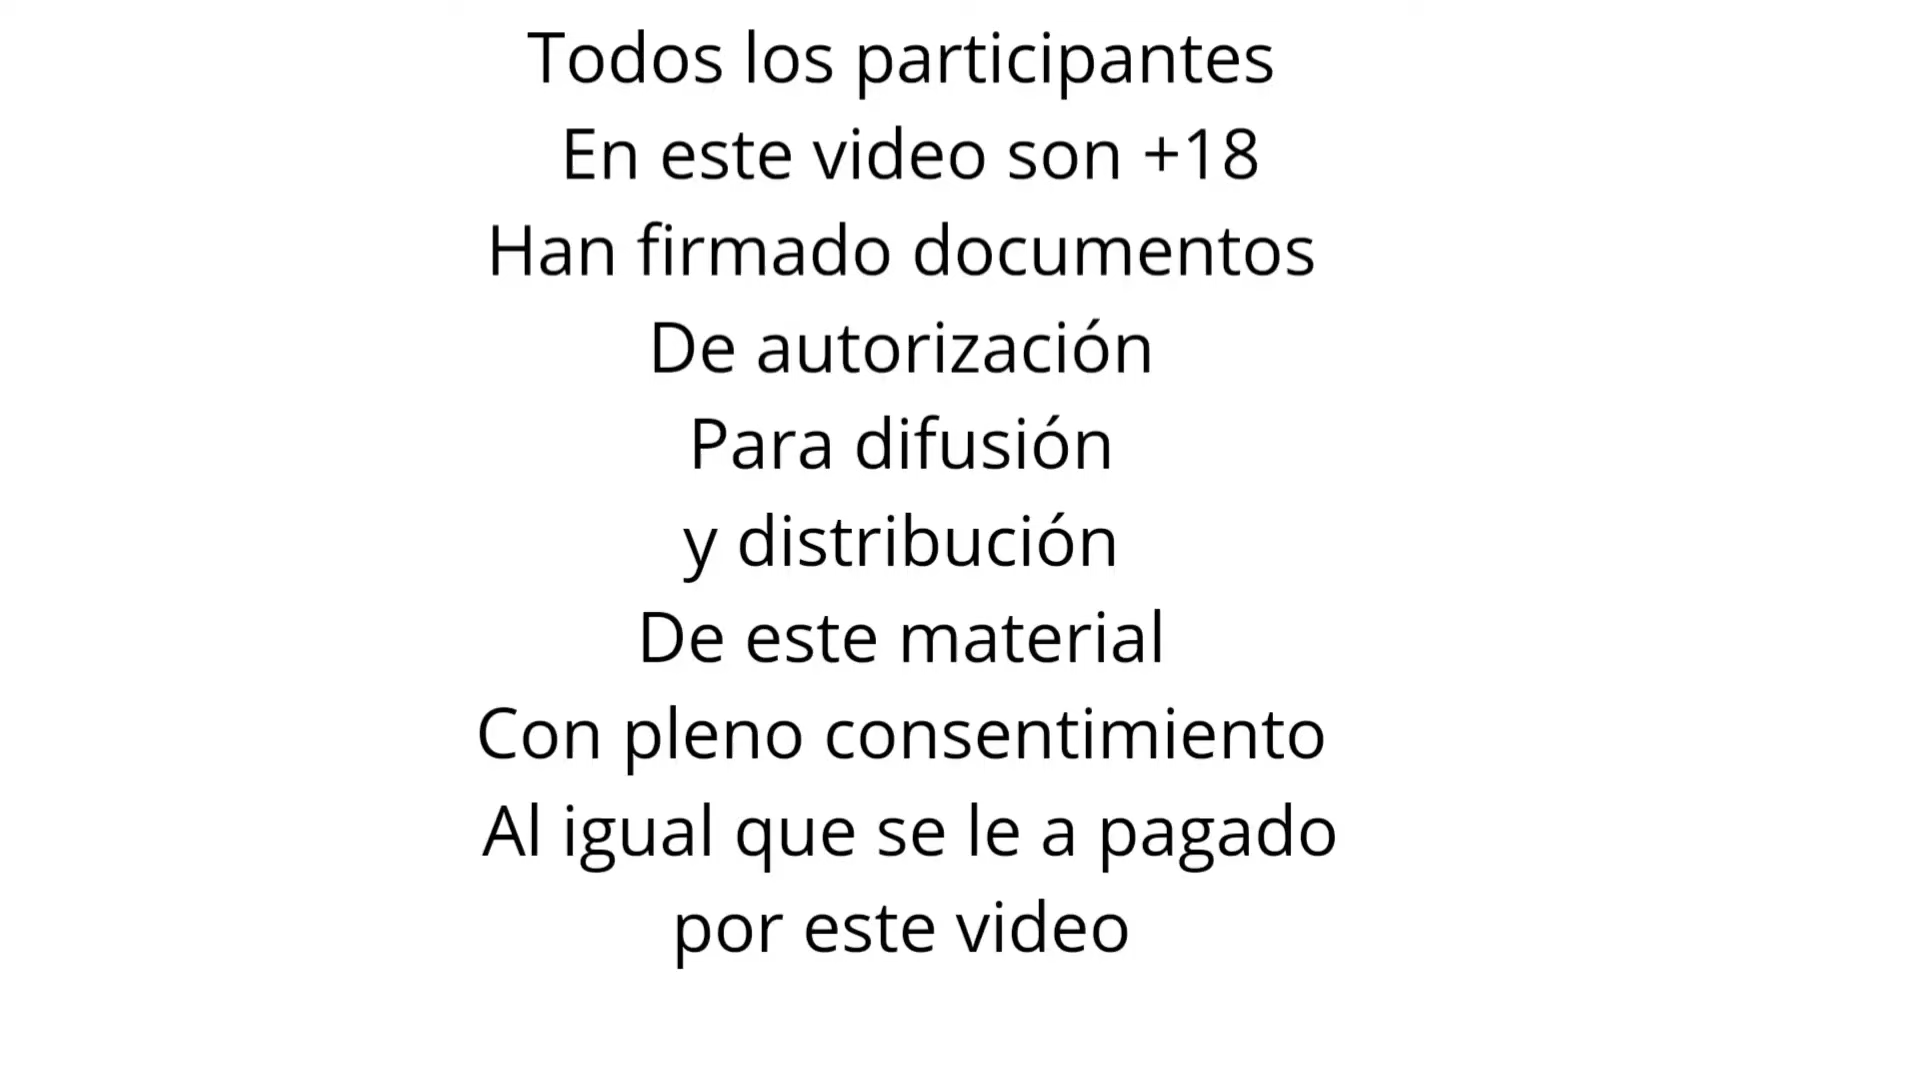 Todos los participantes
En este video son +18
Han firmado documentos
De autorización
Para difusión
y distribución
De este material
Con pleno consentimiento
Al igual que se le a pagado
por este video